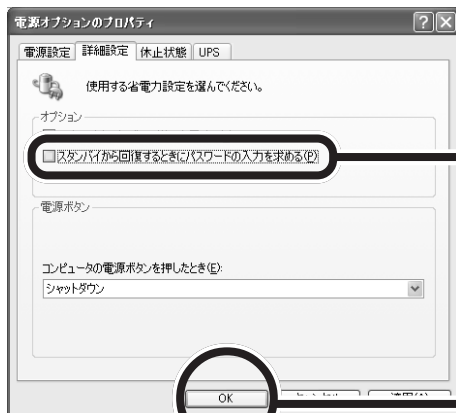 電源オプションのプロパティ
電源設定 詳細設定 休止状態 UPS
使用する省電力設定を選んでください。
オプション
スタンバイから回復するときにパスワードの入力を求める(P)
電源ボタン
コンピュータの電源ボタンを押したとき(E):
シャットダウン
OK